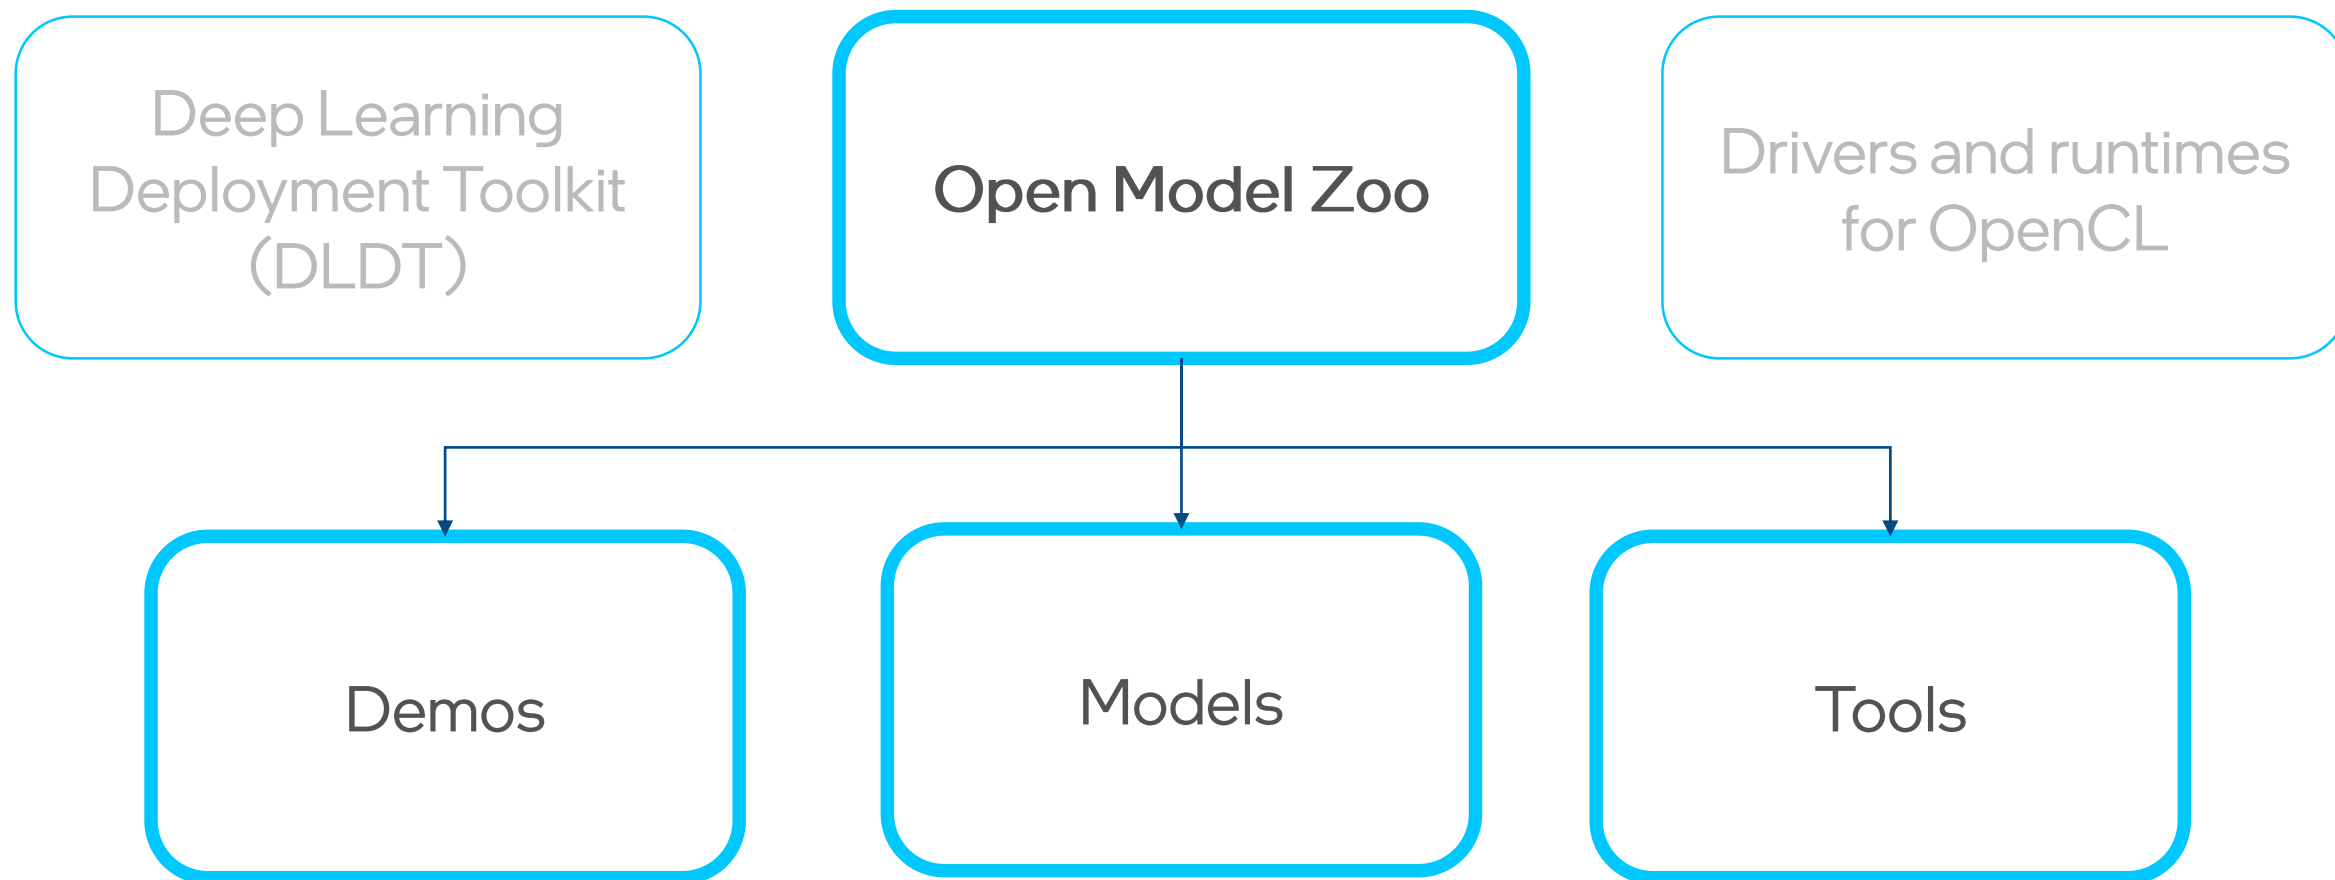 Deep Learning
Deployment Toolkit
(DLDT)
Open Model Zoo
Drivers and runtimes
for OpenCL
Demos
Models
Tools